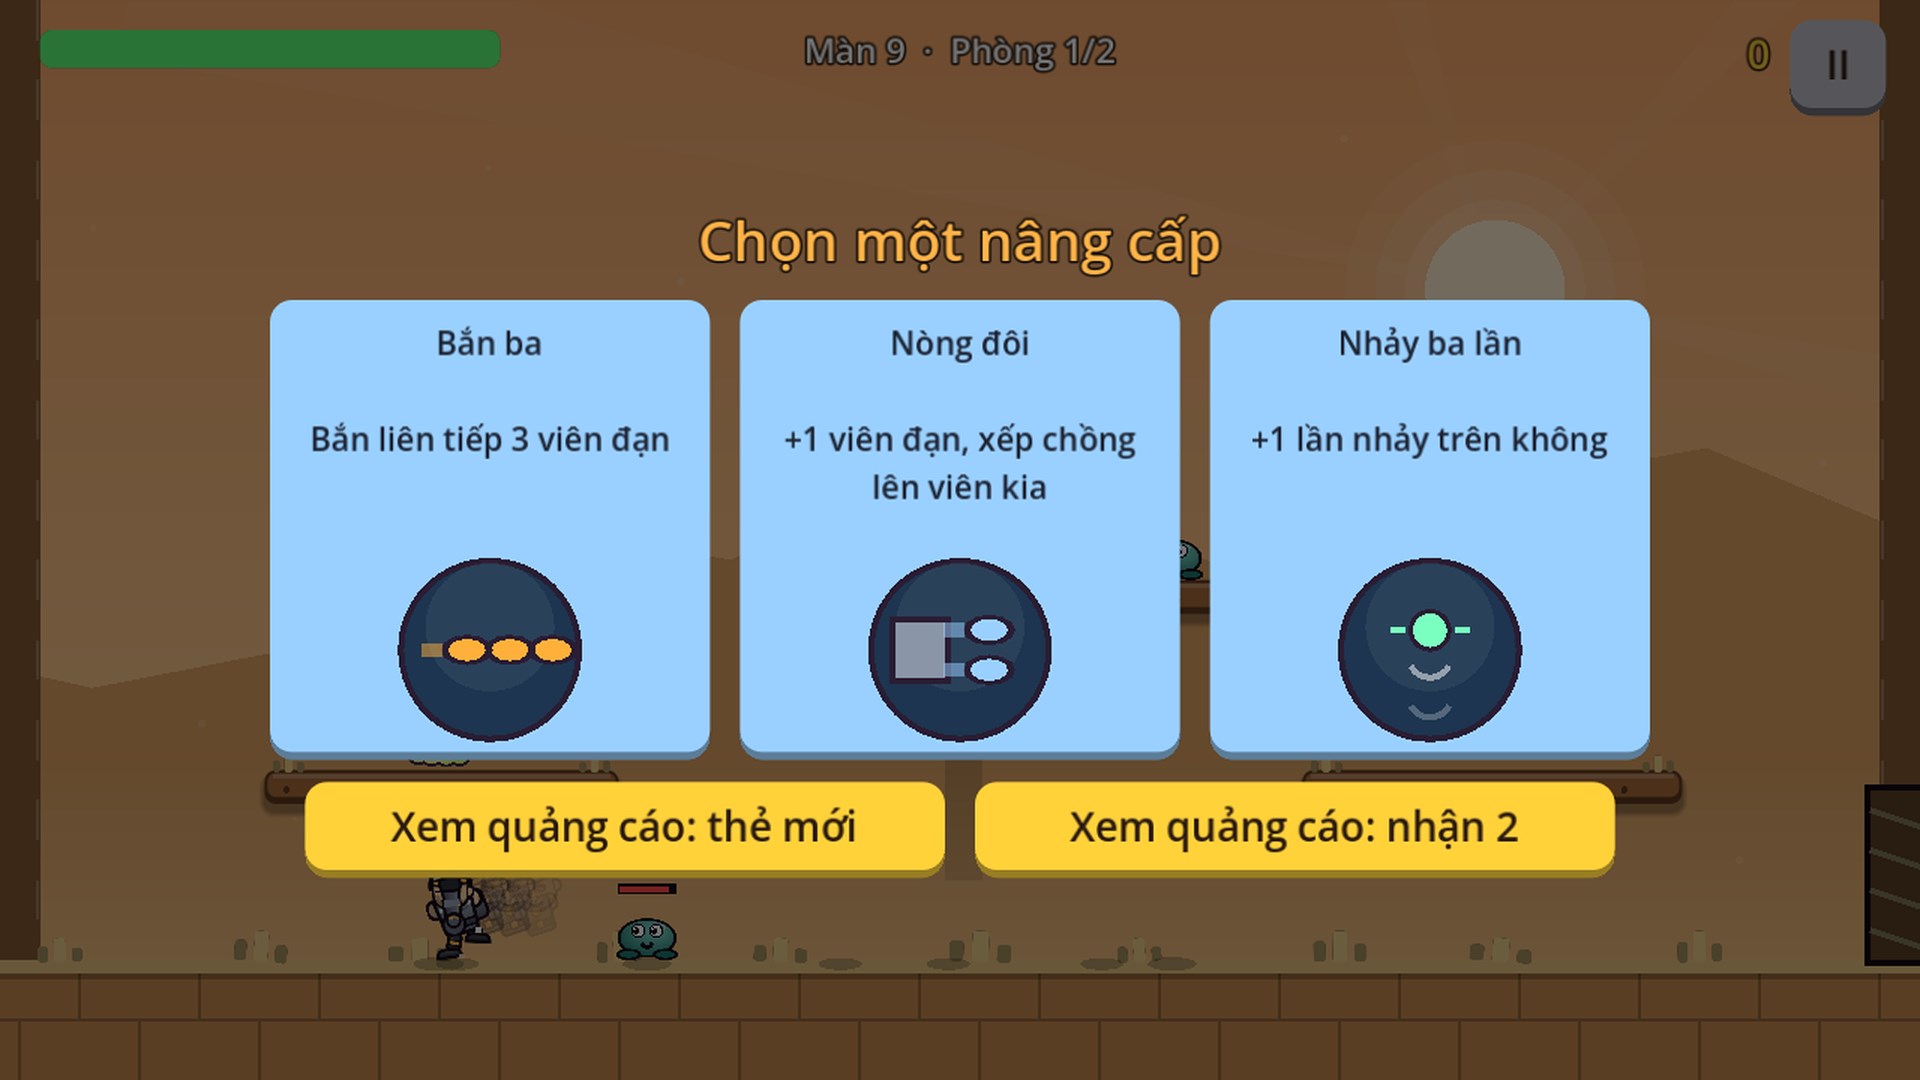 Màn 9 · Phòng 1/2
0
Chọn một nâng cấp
Bắn ba
Bắn liên tiếp 3 viên đạn
Nòng đôi
+1 viên đạn, xếp chồng
lên viên kia
Nhảy ba lần
+1 lần nhảy trên không
Xem quảng cáo: thẻ mới
Xem quảng cáo: nhận 2